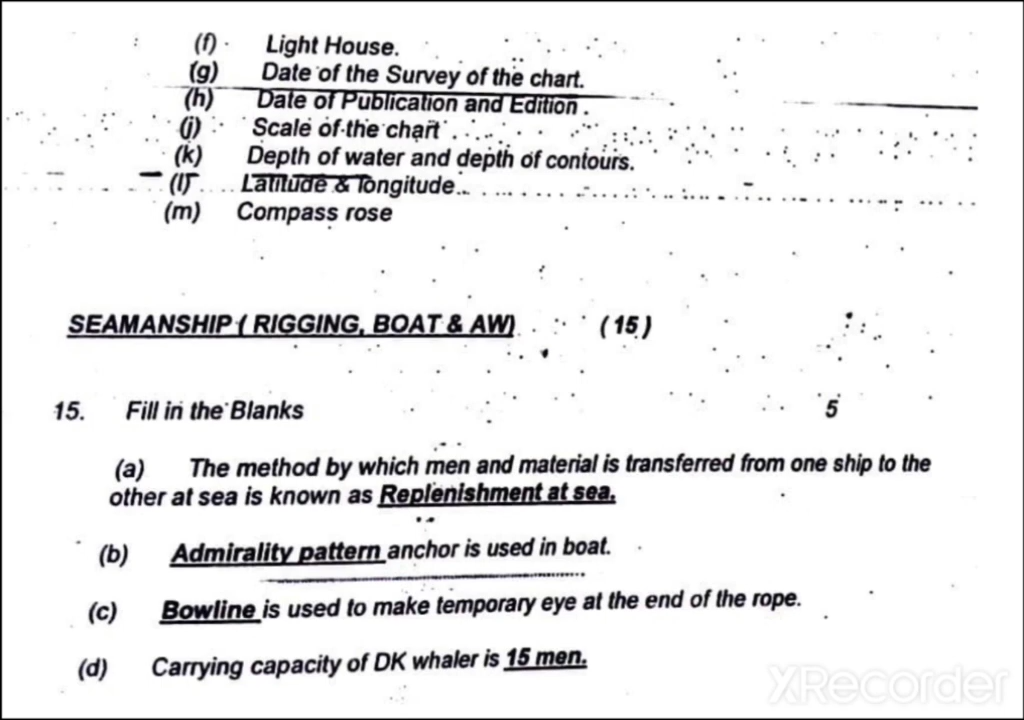 (f) Light House.
(g) Date of the Survey of the chart.
(h) Date of Publication and Edition .
(j) Scale of the chart
(k) Depth of water and depth of contours.
(l) Latitude & longitude
(m) Compass rose
SEAMANSHIP ( RIGGING, BOAT & AW) (15)
15. Fill in the Blanks 5
(a) The method by which men and material is transferred from one ship to the
other at sea is known as Replenishment at sea.
(b) Admirality pattern anchor is used in boat.
(c) Bowline is used to make temporary eye at the end of the rope.
(d) Carrying capacity of DK whaler is 15 men.
XRecorder